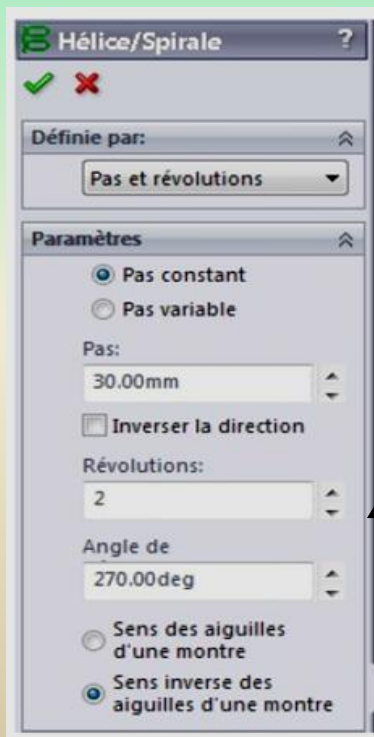 Hélice/Spirale ?
Définie par:
Pas et révolutions
Paramètres
Pas constant
Pas variable
Pas:
30.00mm
Inverser la direction
Révolutions:
2
Angle de
270.00deg
Sens des aiguilles
d'une montre
Sens inverse des
aiguilles d'une montre